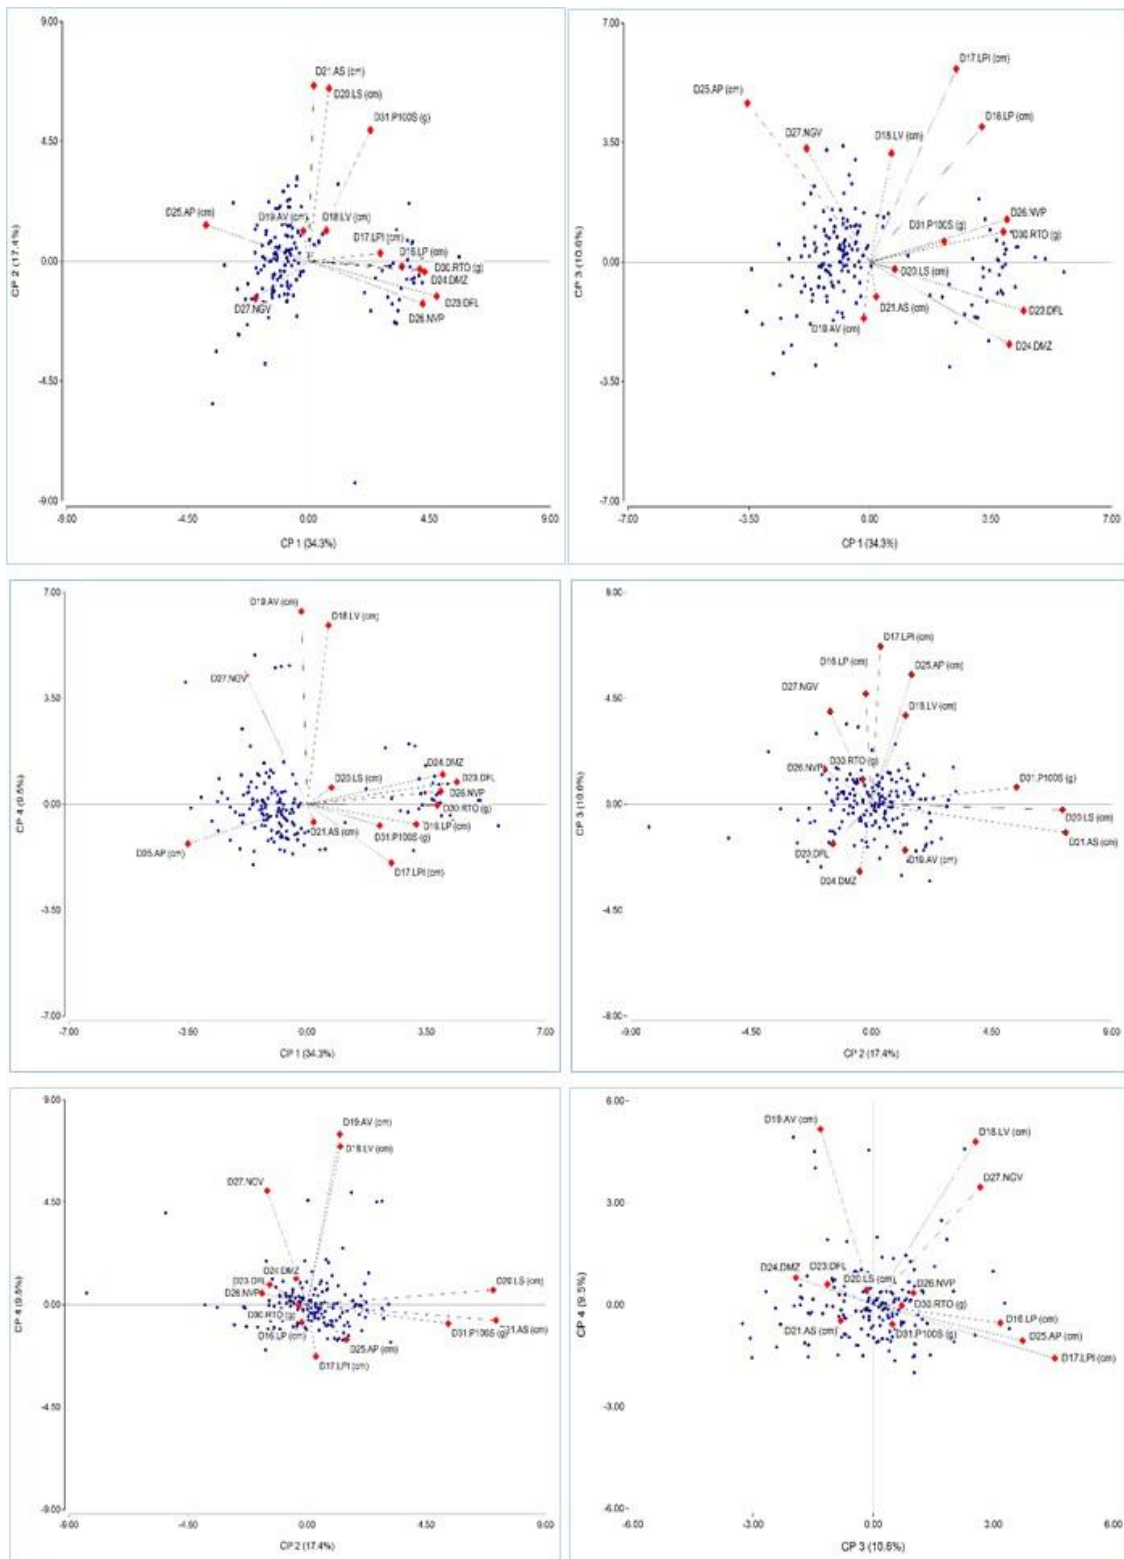 9.00
D21.AS (cm)
D20.LS (cm)
D31.P100S (g)
4.50
D25.AP (cm)
D19.AV (cm)
D18.LV (cm)
D17.LPI (cm)
D16.LP (cm)
D30.RTO (g)
D24.DMZ
D23.DFL
D26.NVP
D27.NGV
0.00
CP 2 (17.4%)
-4.50
-9.00
-9.00 -4.50 0.00 4.50 9.00
CP 1 (34.3%)
7.00
D17.LPI (cm)
D25.AP (cm)
D16.LP (cm)
D27.NGV
D18.LV (cm)
3.50
D26.NVP
D31.P100S (g)
D30.RTO (g)
0.00
D20.LS (cm)
D21.AS (cm)
D19.AV (cm)
D23.DFL
D24.DMZ
CP 3 (10.6%)
-3.50
-7.00
-7.00 -3.50 0.00 3.50 7.00
CP 1 (34.3%)
7.00
D19.AV (cm)
D18.LV (cm)
D27.NGV
3.50
D24.DMZ
D23.DFL
D20.LS (cm)
D26.NVP
D30.RTO (g)
0.00
D21.AS (cm)
D16.LP (cm)
D31.P100S (g)
D25.AP (cm)
D17.LPI (cm)
CP 4 (9.5%)
-3.50
-7.00
-7.00 -3.50 0.00 3.50 7.00
CP 1 (34.3%)
D17.LPI (cm)
D16.LP (cm)
D25.AP (cm)
D27.NGV
4.50
D18.LV (cm)
D30.RTO (g)
D26.NVP
D31.P100S (g)
D20.LS (cm)
D21.AS (cm)
D23.DFL
D19.AV (cm)
D24.DMZ
CP 3 (10.6%)
-4.50
-9.00 -4.50 0.00 4.50 9.00
CP 2 (17.4%)
9.00
D19.AV (cm)
D18.LV (cm)
D27.NGV
4.50
D24.DMZ
D23.DFL
D26.NVP
D20.LS (cm)
0.00
D30.RTO (g)
D21.AS (cm)
D31.P100S (g)
D16.LP (cm)
D25.AP (cm)
D17.LPI (cm)
CP 4 (9.5%)
-4.50
-9.00
-9.00 -4.50 0.00 4.50 9.00
CP 2 (17.4%)
6.00
D19.AV (cm)
D18.LV (cm)
D27.NGV
3.00
D24.DMZ
D23.DFL
D20.LS (cm)
D26.NVP
0.00
D30.RTO (g)
D16.LP (cm)
D21.AS (cm)
D31.P100S (g)
D25.AP (cm)
D17.LPI (cm)
CP 4 (9.5%)
-3.00
-6.00
-6.00 -3.00 0.00 3.00 6.00
CP 3 (10.6%)